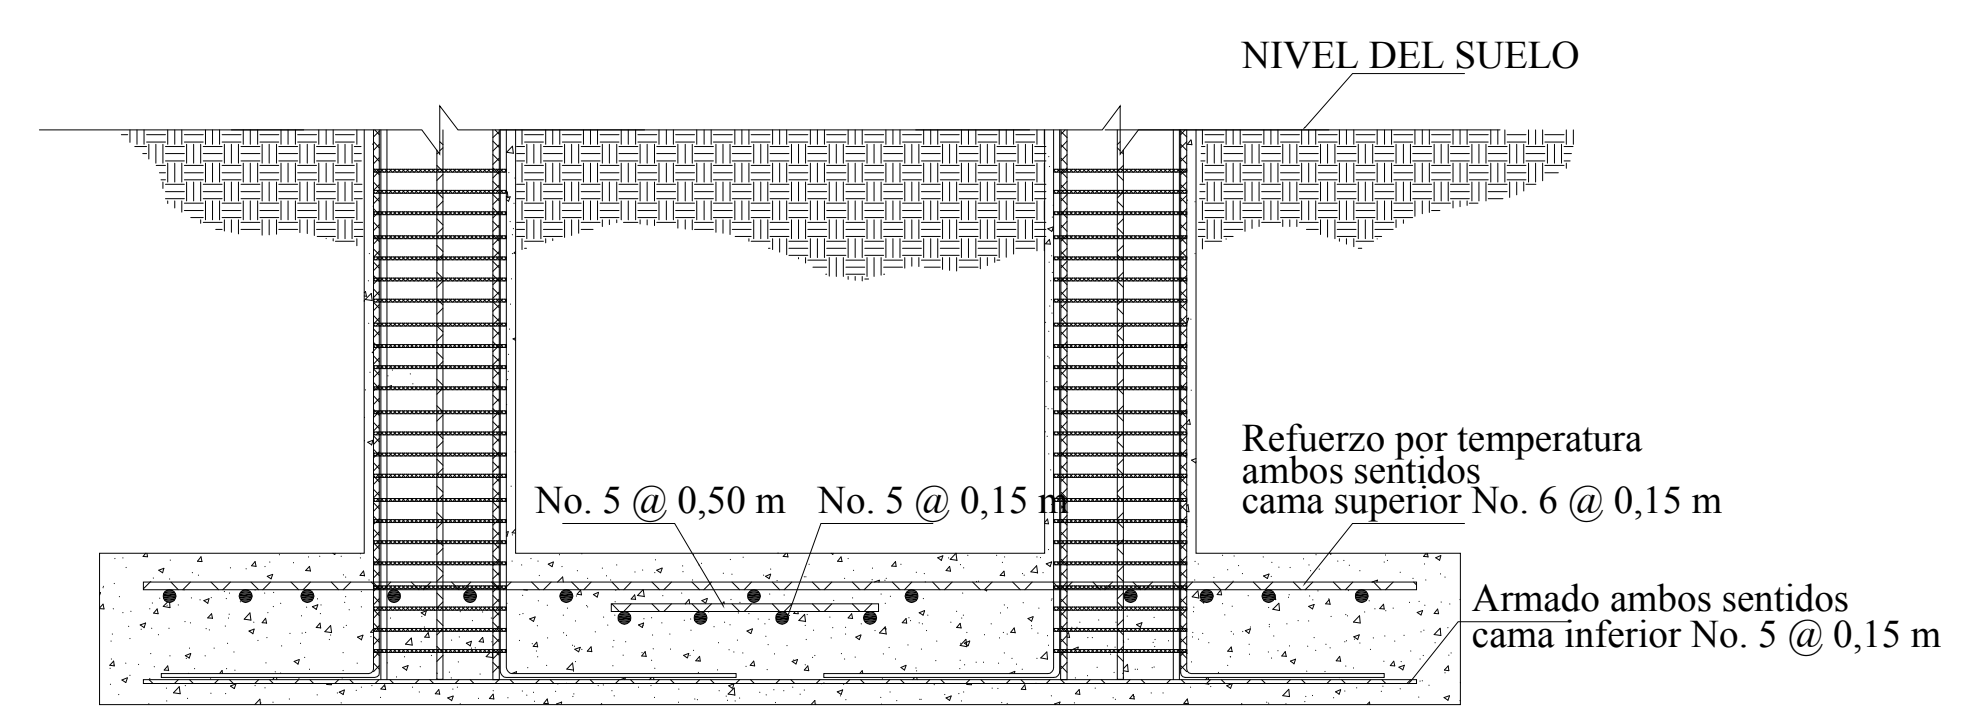 NIVEL DEL SUELO
Refuerzo por temperatura
ambos sentidos
cama superior No. 6 @ 0,15 m
No. 5 @ 0,50 m
No. 5 @ 0,15 m
Armado ambos sentidos
cama inferior No. 5 @ 0,15 m